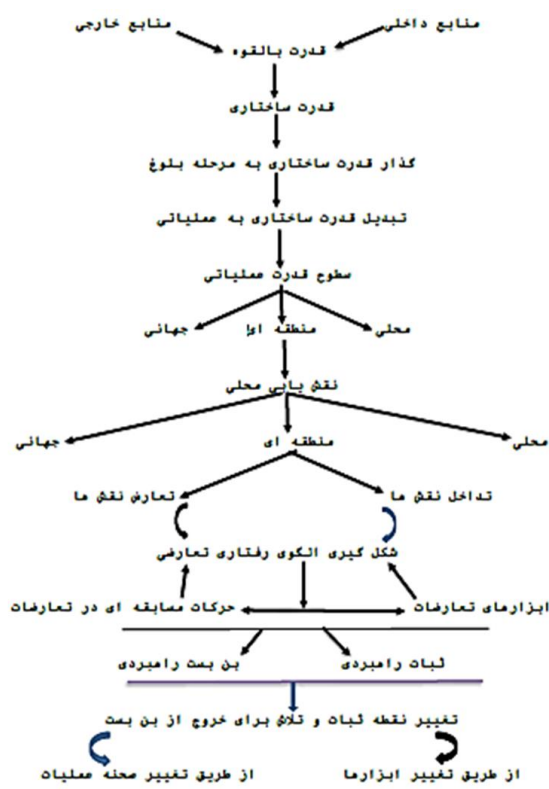 منابع داخلی
منابع خارجی
قدرت بالقوه
قدرت ساختاری
گذار قدرت ساختاری به مرحله بلوغ
تبدیل قدرت ساختاری به عملیاتی
سطوح قدرت عملیاتی
محلی
منطقه ای
جهانی
نقش یابی محلی
محلی
منطقه ای
جهانی
تداخل نقش ها
تعارض نقش ها
شکل گیری الگوی رفتاری تعارضی
ابزارهای تعارضات
حرکات مسابقه ای در تعارضات
ثبات راهبردی
بن بست راهبردی
تغییر نقطه ثبات و تلاش برای خروج از بن بست
از طریق تغییر ابزارها
از طریق تغییر صحنه عملیات